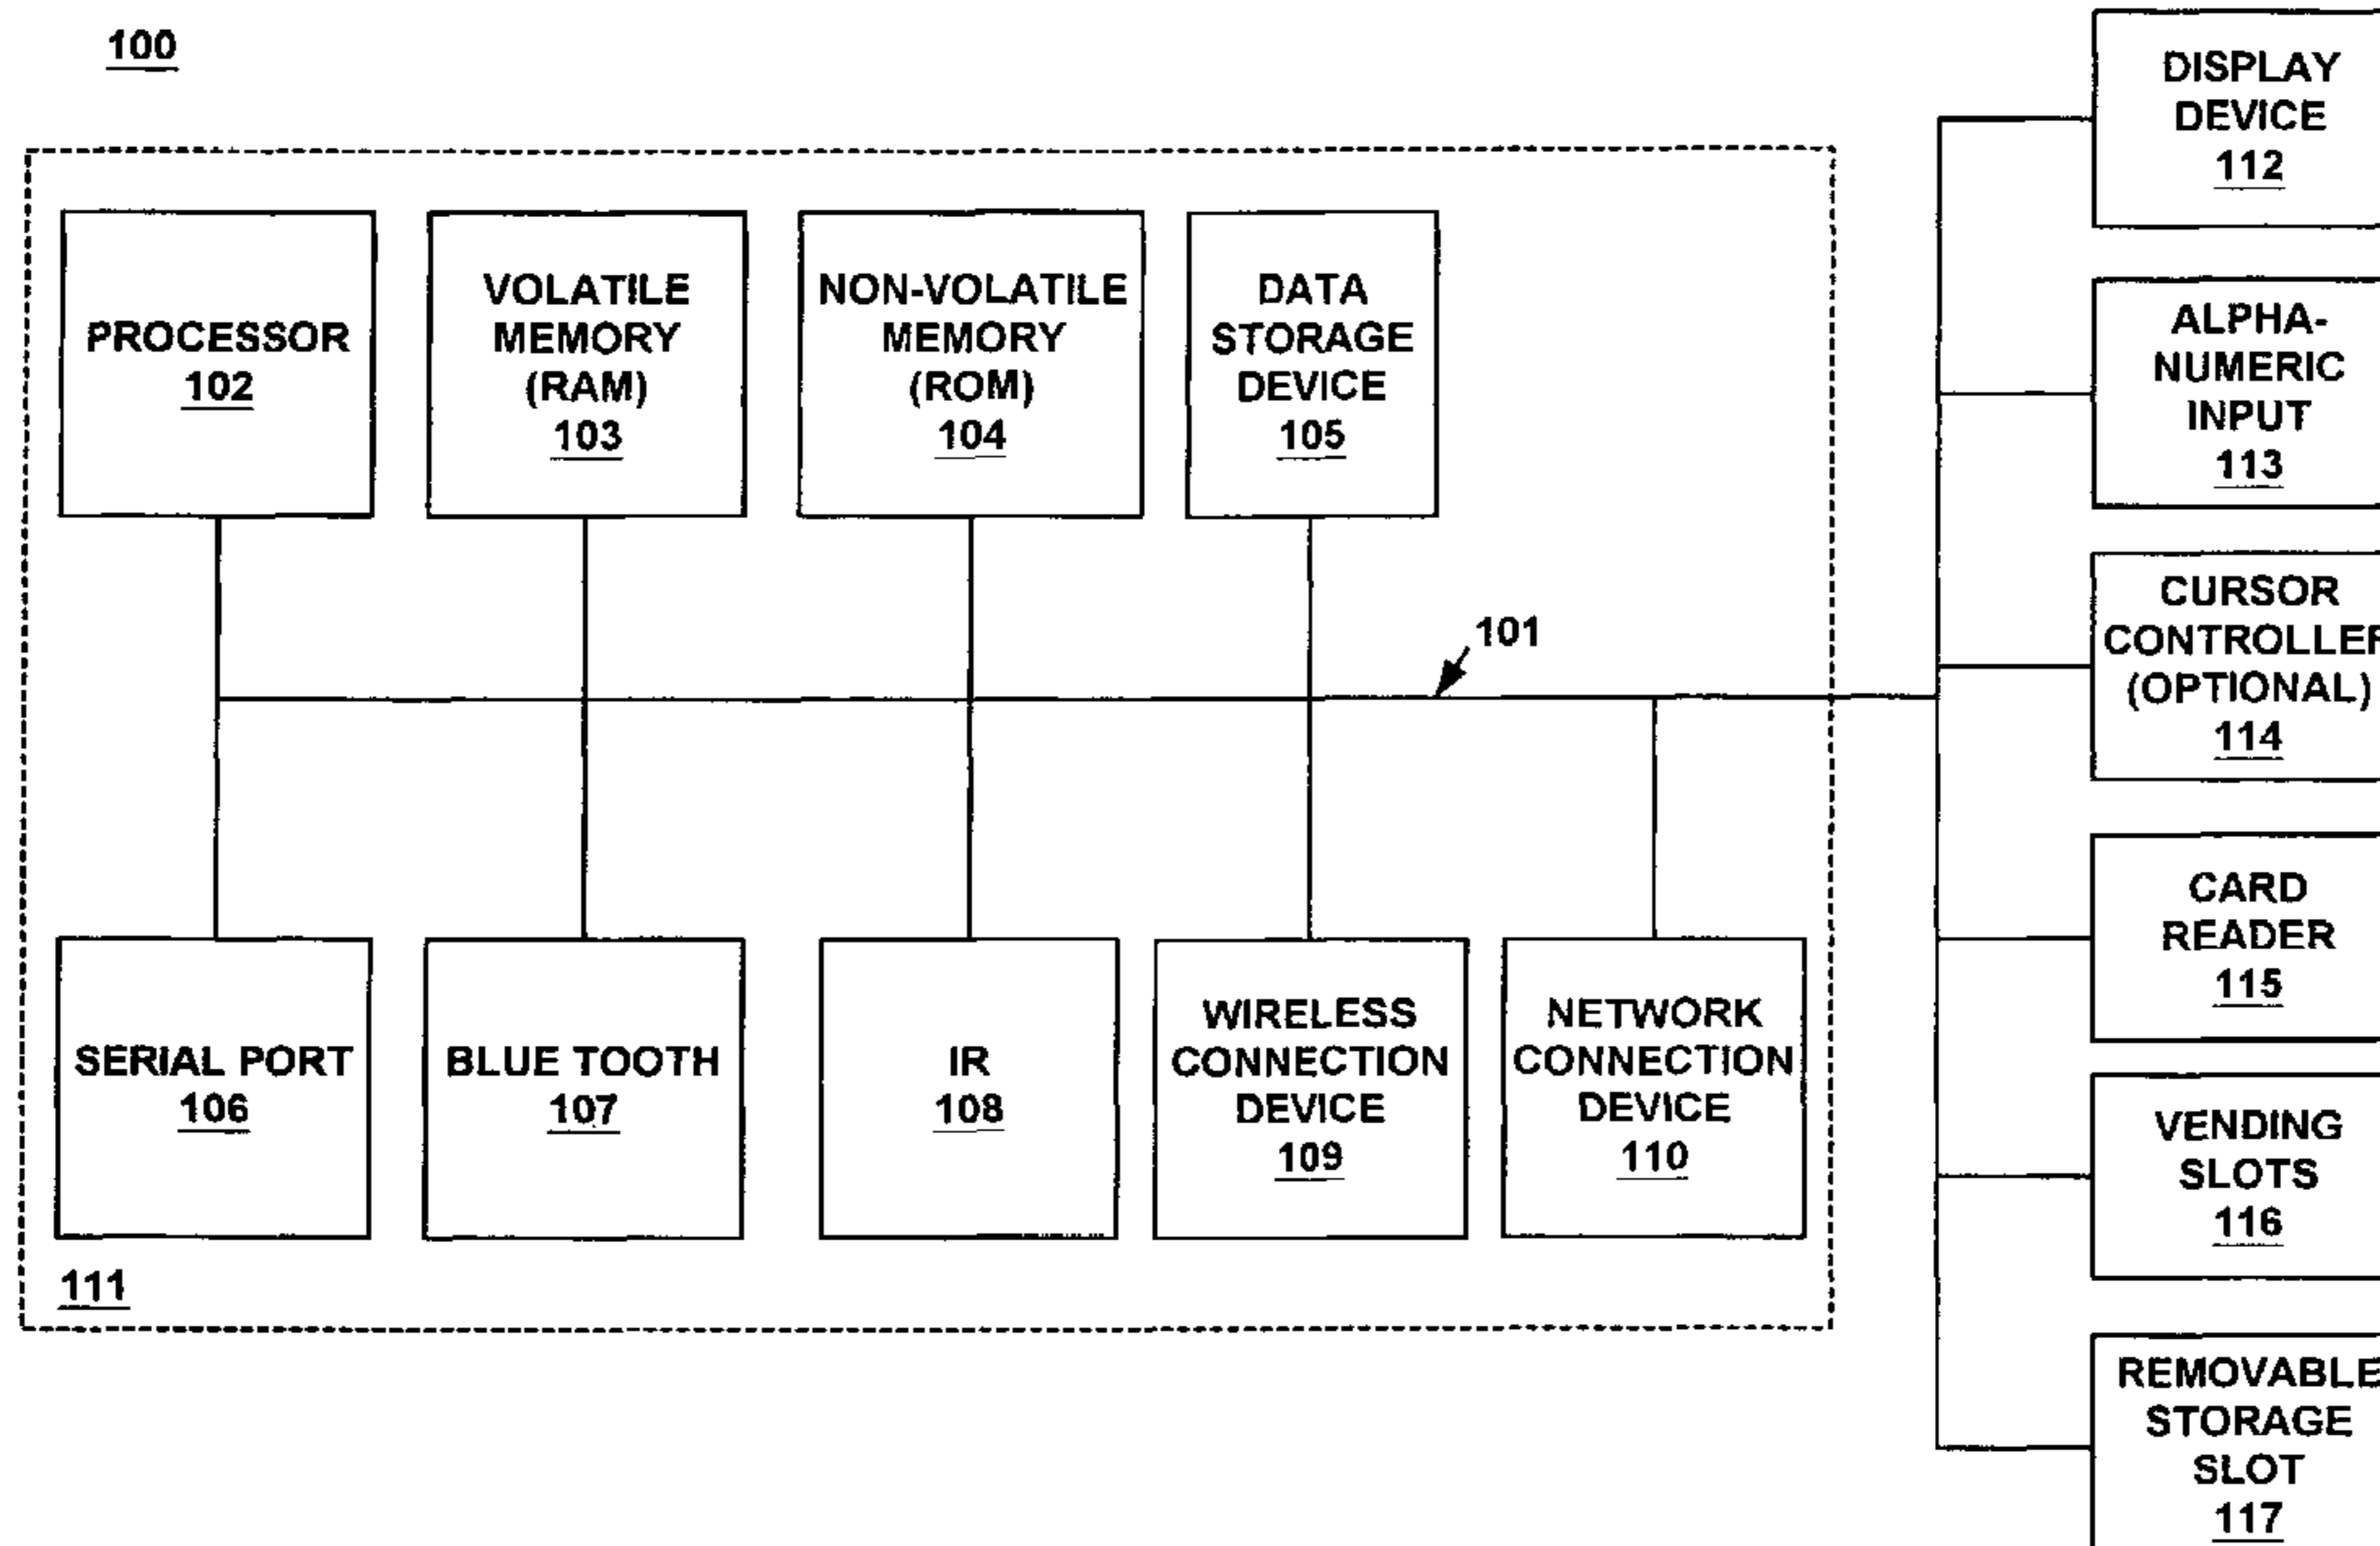 100
PROCESSOR
102
VOLATILE
MEMORY
(RAM)
103
NON-VOLATILE
MEMORY
(ROM)
104
DATA
STORAGE
DEVICE
105
101
SERIAL PORT
106
BLUE TOOTH
107
IR
108
WIRELESS
CONNECTION
DEVICE
109
NETWORK
CONNECTION
DEVICE
110
111
DISPLAY
DEVICE
112
ALPHA-
NUMERIC
INPUT
113
CURSOR
CONTROLLER
(OPTIONAL)
114
CARD
READER
115
VENDING
SLOTS
116
REMOVABLE
STORAGE
SLOT
117